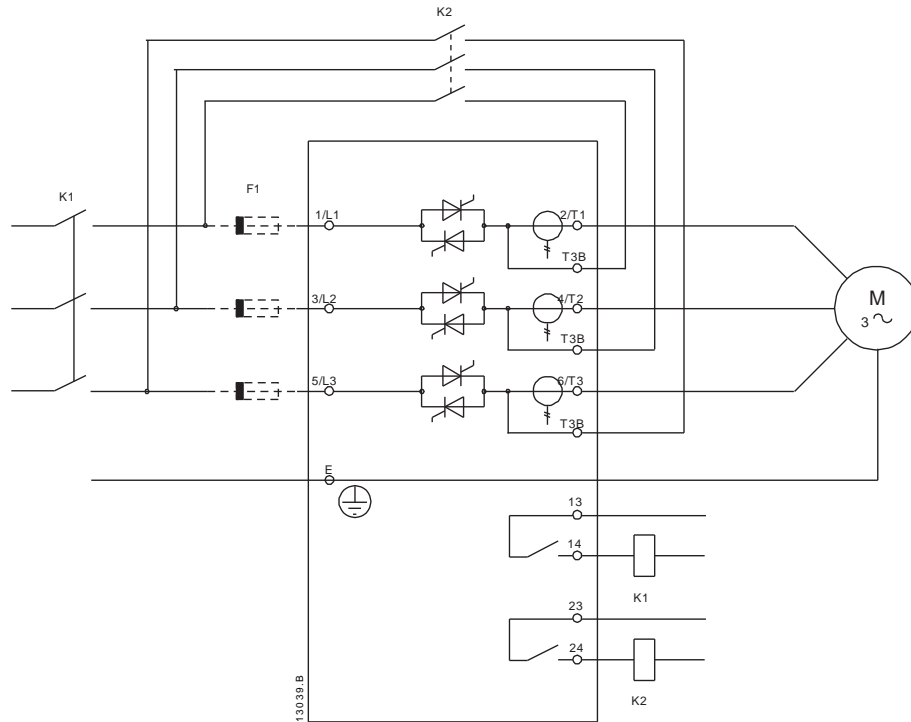 K2
K1
F1
1/L1
2/T1
T3B
3/L2
4/T2
T3B
M
3
5/L3
6/T3
T3B
E
13
14
K1
23
24
K2
13039.B